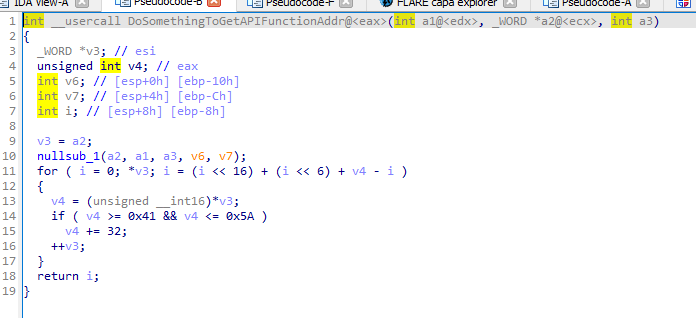 IDA View-A Pseudocode-B Pseudocode-F FLARE capa explorer Pseudocode-A
1 int __usercall DoSomethingToGetAPIFunctionAddr@<eax>(int a1@<edx>, _WORD *a2@<ecx>, int a3)
2 {
3 _WORD *v3; // esi
4 unsigned int v4; // eax
5 int v6; // [esp+0h] [ebp-10h]
6 int v7; // [esp+4h] [ebp-Ch]
7 int i; // [esp+8h] [ebp-8h]
8
9 v3 = a2;
10 nullsub_1(a2, a1, a3, v6, v7);
11 for ( i = 0; *v3; i = (i << 16) + (i << 6) + v4 - i )
12 {
13 v4 = (unsigned __int16)*v3;
14 if ( v4 >= 0x41 && v4 <= 0x5A )
15 v4 += 32;
16 ++v3;
17 }
18 return i;
19 }